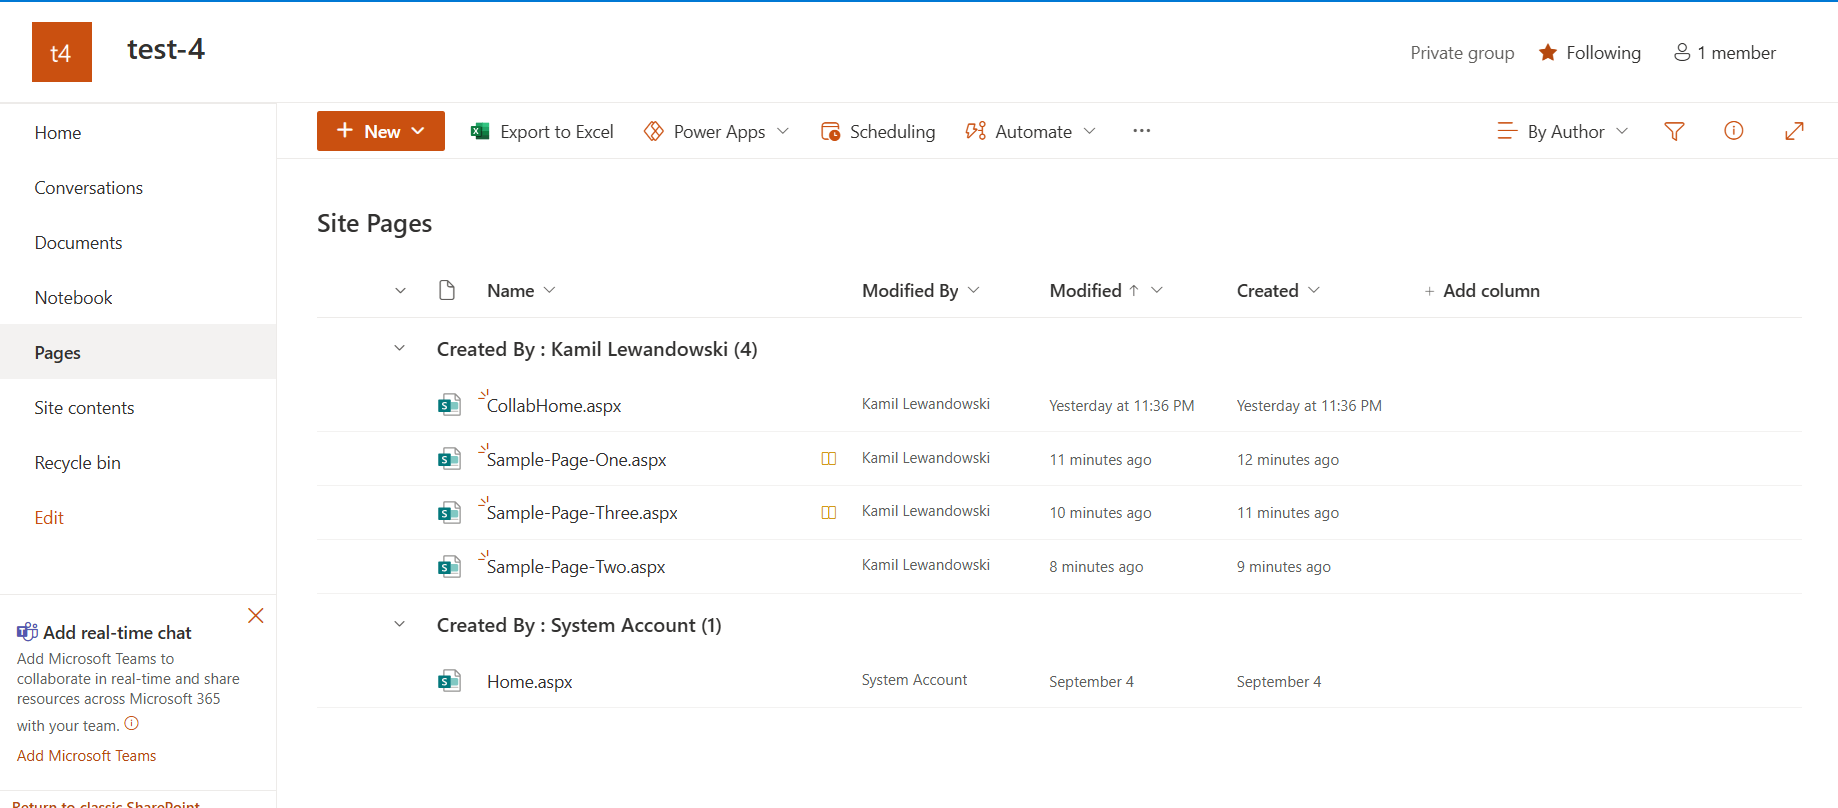 t4
test-4
Private group
Following
1 member
Home
Conversations
Documents
Notebook
Pages
Site contents
Recycle bin
Edit
Add real-time chat
Add Microsoft Teams to
collaborate in real-time and share
resources across Microsoft 365
with your team.
Add Microsoft Teams
Return to classic SharePoint
+ New
Export to Excel
Power Apps
Scheduling
Automate
...
By Author
Site Pages
Name
Modified By
Modified ↑
Created
+ Add column
Created By : Kamil Lewandowski (4)
CollabHome.aspx Kamil Lewandowski Yesterday at 11:36 PM Yesterday at 11:36 PM
Sample-Page-One.aspx Kamil Lewandowski 11 minutes ago 12 minutes ago
Sample-Page-Three.aspx Kamil Lewandowski 10 minutes ago 11 minutes ago
Sample-Page-Two.aspx Kamil Lewandowski 8 minutes ago 9 minutes ago
Created By : System Account (1)
Home.aspx System Account September 4 September 4